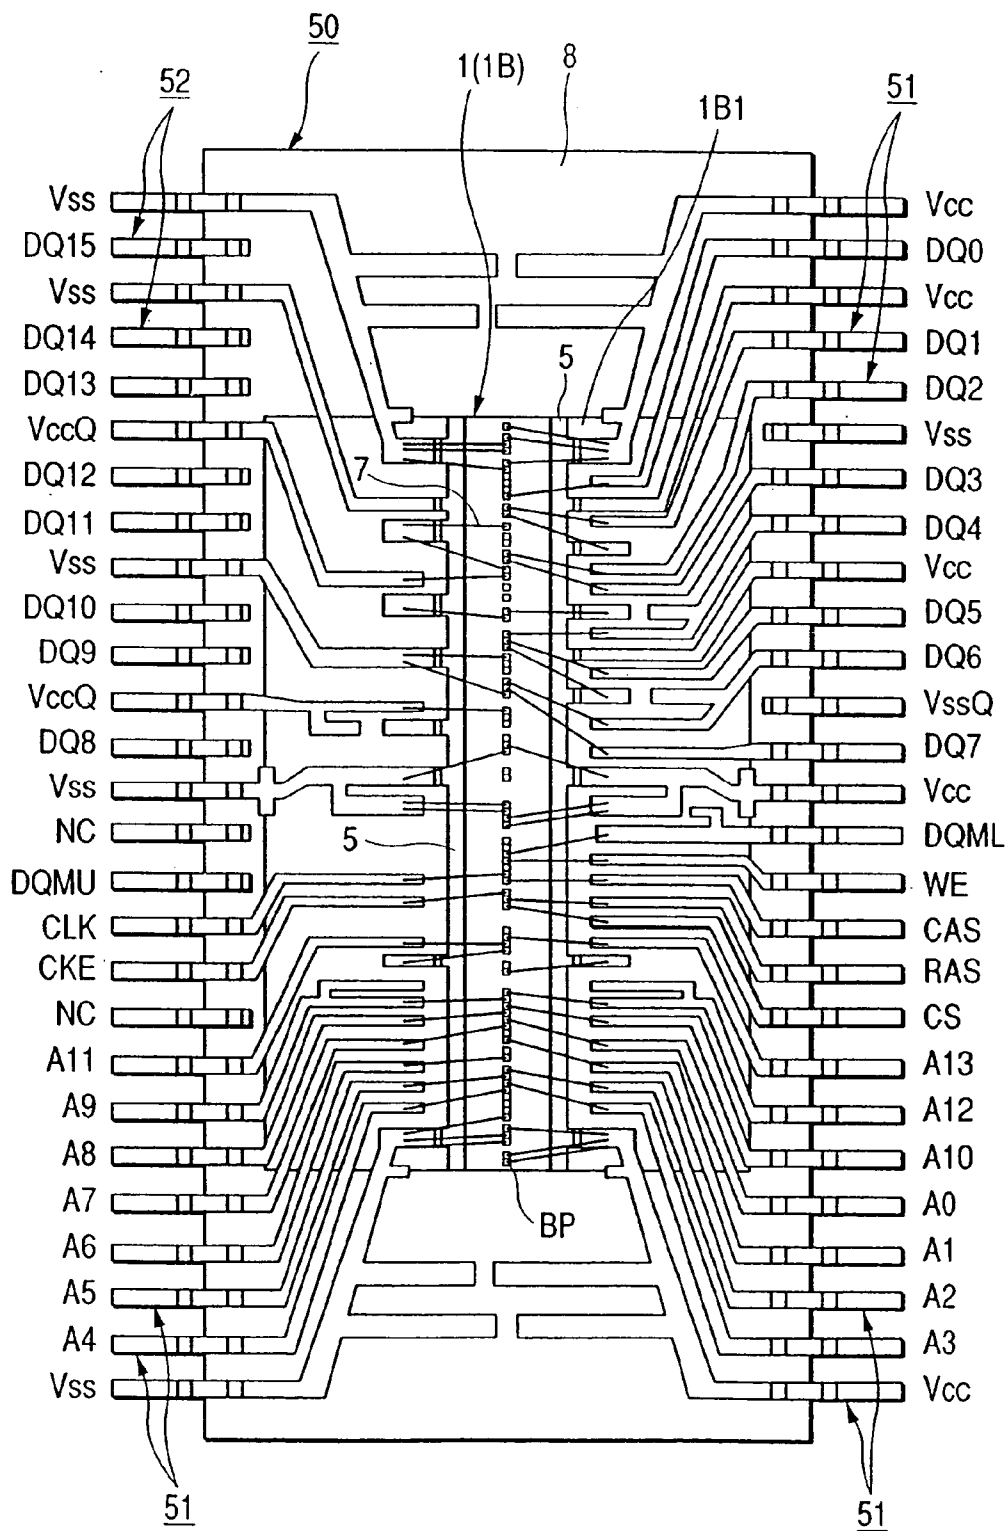 50
52
1(1B)
8
1B1
51
Vss
DQ15
Vss
DQ14
DQ13
VccQ
DQ12
DQ11
Vss
DQ10
DQ9
VccQ
DQ8
Vss
NC
DQMU
CLK
CKE
NC
A11
A9
A8
A7
A6
A5
A4
Vss
5
7
5
BP
Vcc
DQ0
Vcc
DQ1
DQ2
Vss
DQ3
DQ4
Vcc
DQ5
DQ6
VssQ
DQ7
Vcc
DQML
WE
CAS
RAS
CS
A13
A12
A10
A0
A1
A2
A3
Vcc
51
51